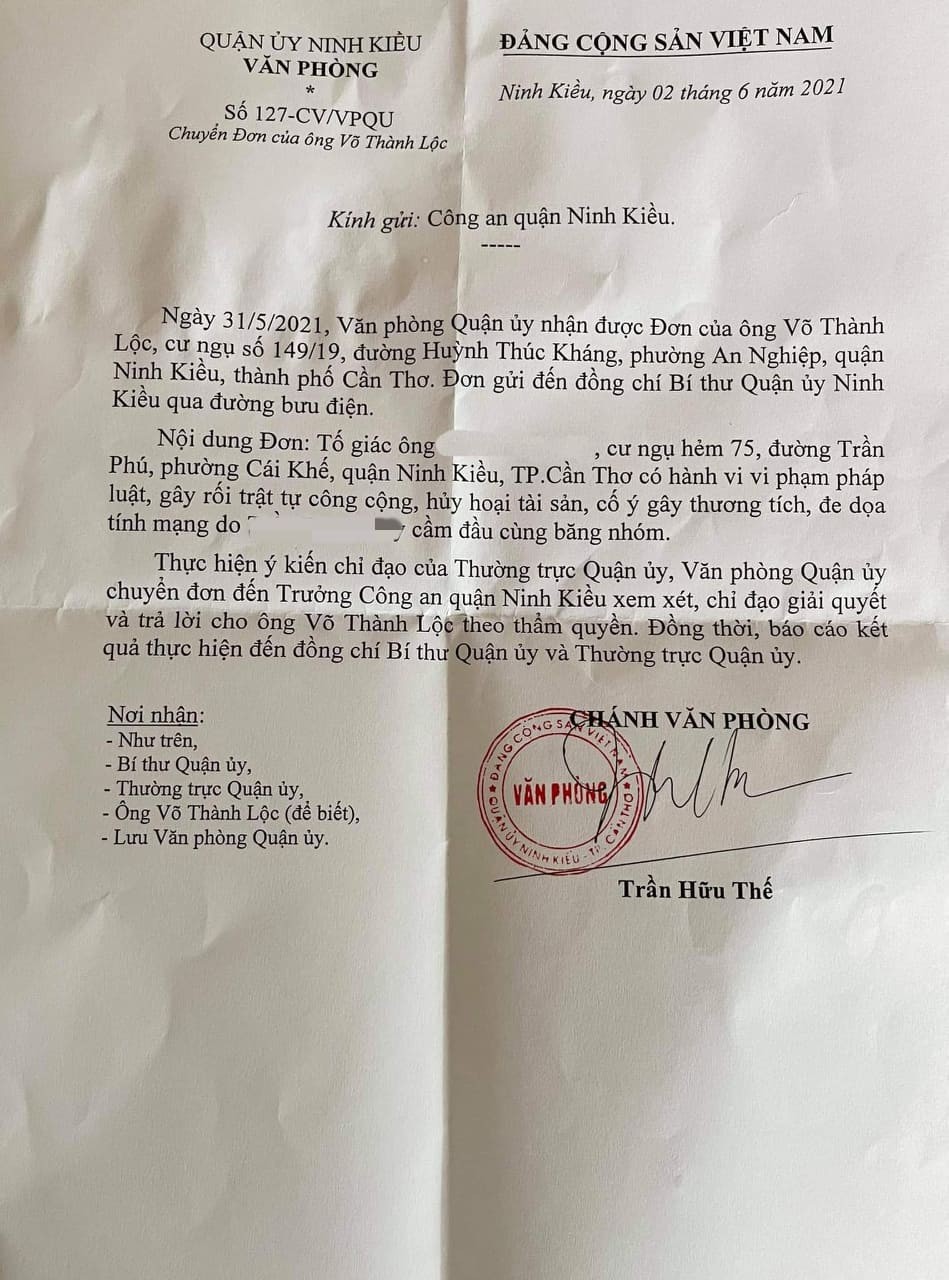 QUẬN ỦY NINH KIỀU
VĂN PHÒNG
*
Số 127-CV/VPQU
Chuyển Đơn của ông Võ Thành Lộc
ĐẢNG CỘNG SẢN VIỆT NAM
Ninh Kiều, ngày 02 tháng 6 năm 2021
Kính gửi: Công an quận Ninh Kiều.
-----
Ngày 31/5/2021, Văn phòng Quận ủy nhận được Đơn của ông Võ Thành
Lộc, cư ngụ số 149/19, đường Huỳnh Thúc Kháng, phường An Nghiệp, quận
Ninh Kiều, thành phố Cần Thơ. Đơn gửi đến đồng chí Bí thư Quận ủy Ninh
Kiều qua đường bưu điện.
Nội dung Đơn: Tố giác ông , cư ngụ hẻm 75, đường Trần
Phú, phường Cái Khế, quận Ninh Kiều, TP.Cần Thơ có hành vi vi phạm pháp
luật, gây rối trật tự công cộng, hủy hoại tài sản, cố ý gây thương tích, đe dọa
tính mạng do cầm đầu cùng băng nhóm.
Thực hiện ý kiến chỉ đạo của Thường trực Quận ủy, Văn phòng Quận ủy
chuyển đơn đến Trưởng Công an quận Ninh Kiều xem xét, chỉ đạo giải quyết
và trả lời cho ông Võ Thành Lộc theo thẩm quyền. Đồng thời, báo cáo kết
quả thực hiện đến đồng chí Bí thư Quận ủy và Thường trực Quận ủy.
Nơi nhận:
- Như trên,
- Bí thư Quận ủy,
- Thường trực Quận ủy,
- Ông Võ Thành Lộc (để biết),
- Lưu Văn phòng Quận ủy.
CHÁNH VĂN PHÒNG
ĐẢNG CỘNG SẢN VIỆT NAM
VĂN PHÒNG
QUẬN ỦY NINH KIỀU - TP. CẦN THƠ
Trần Hữu Thế